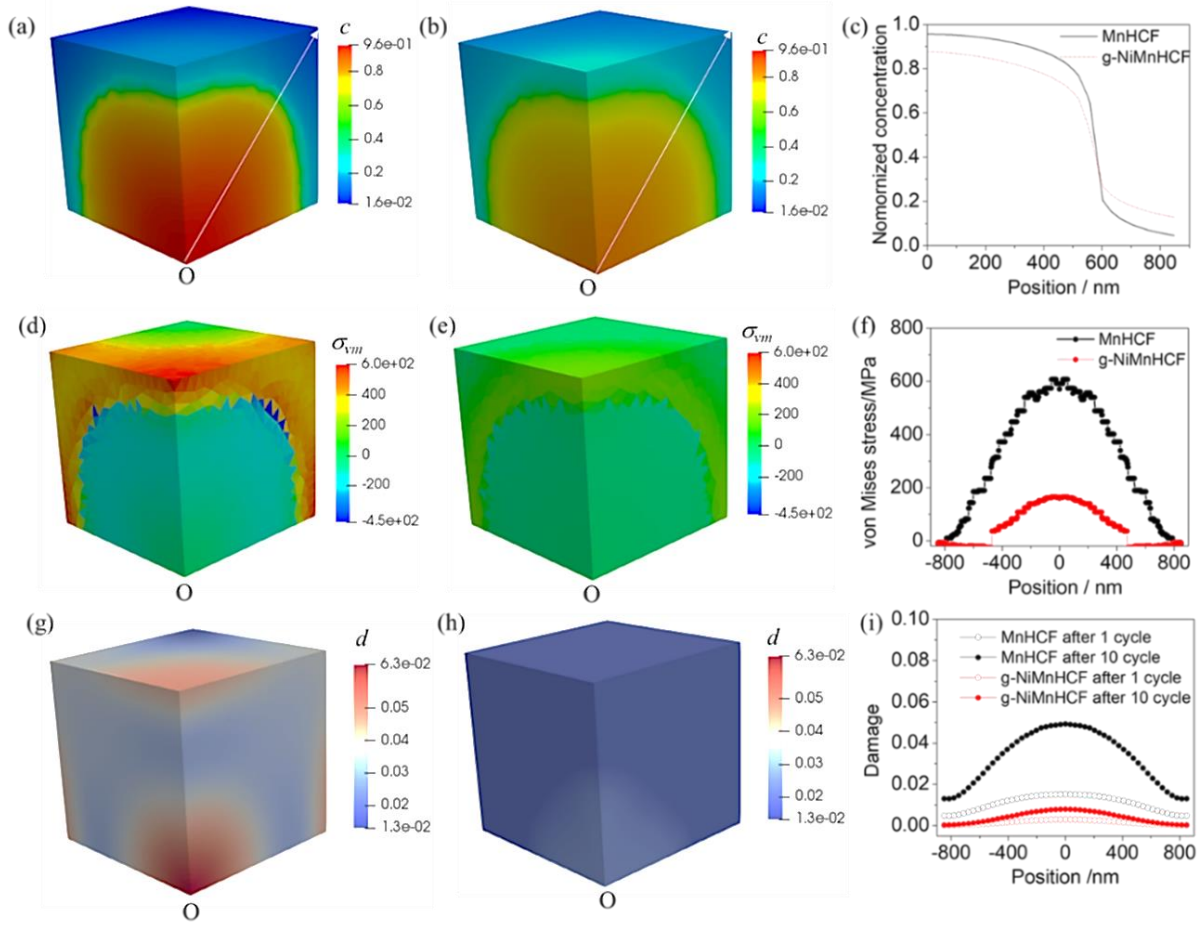 (a)
c
9.6e-01
0.8
0.6
0.4
0.2
1.6e-02
O
(b)
c
9.6e-01
0.8
0.6
0.4
0.2
1.6e-02
O
(c)
1.0
0.8
0.6
0.4
0.2
0.0
Nomornized concentration
MnHCF
g-NiMnHCF
0 200 400 600 800
Position / nm
(d)
σvm
6.0e+02
400
200
0
-200
-4.5e+02
O
(e)
σvm
6.0e+02
400
200
0
-200
-4.5e+02
O
(f)
800
600
400
200
0
von Mises stress/MPa
MnHCF
g-NiMnHCF
-800 -400 0 400 800
Position / nm
(g)
d
6.3e-02
0.05
0.04
0.03
0.02
1.3e-02
O
(h)
d
6.3e-02
0.05
0.04
0.03
0.02
1.3e-02
O
(i)
0.10
0.08
0.06
0.04
0.02
0.00
Damage
MnHCF after 1 cycle
MnHCF after 10 cycle
g-NiMnHCF after 1 cycle
g-NiMnHCF after 10 cycle
-800 -400 0 400 800
Position /nm